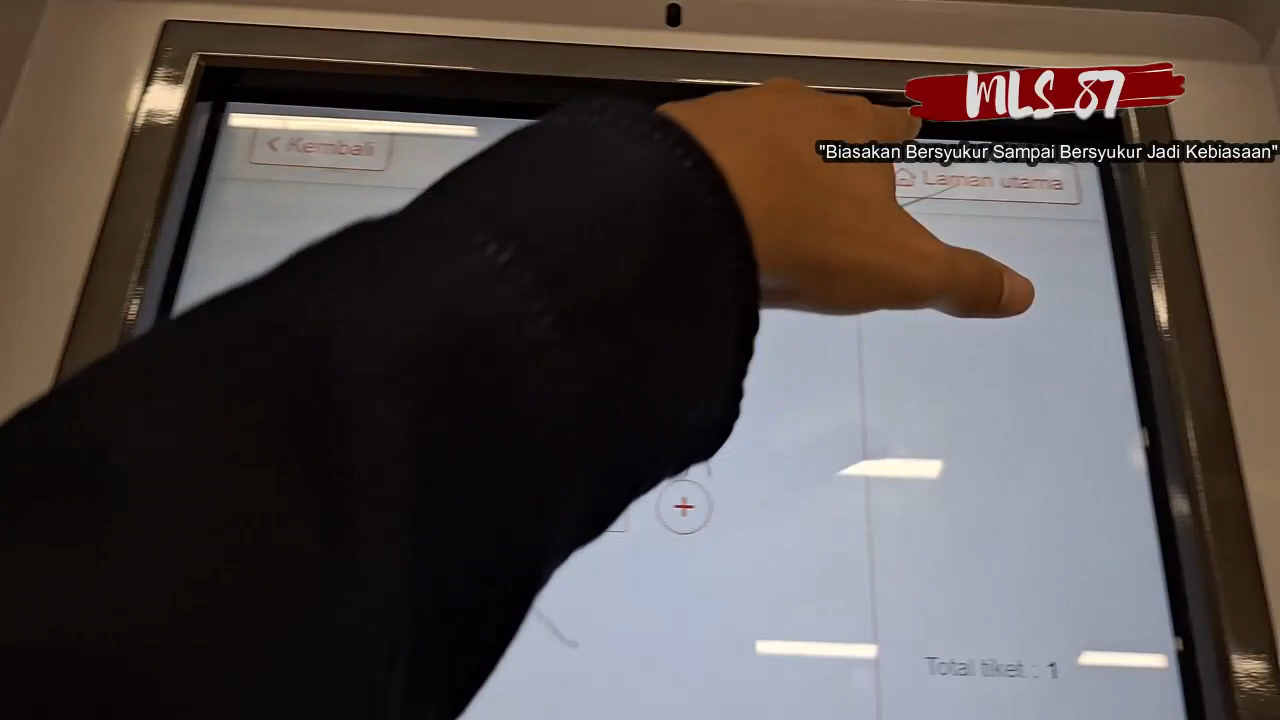 MLS 87
"Biasakan Bersyukur Sampai Bersyukur Jadi Kebiasaan"
< Kembali
Laman utama
+
Total tiket : 1